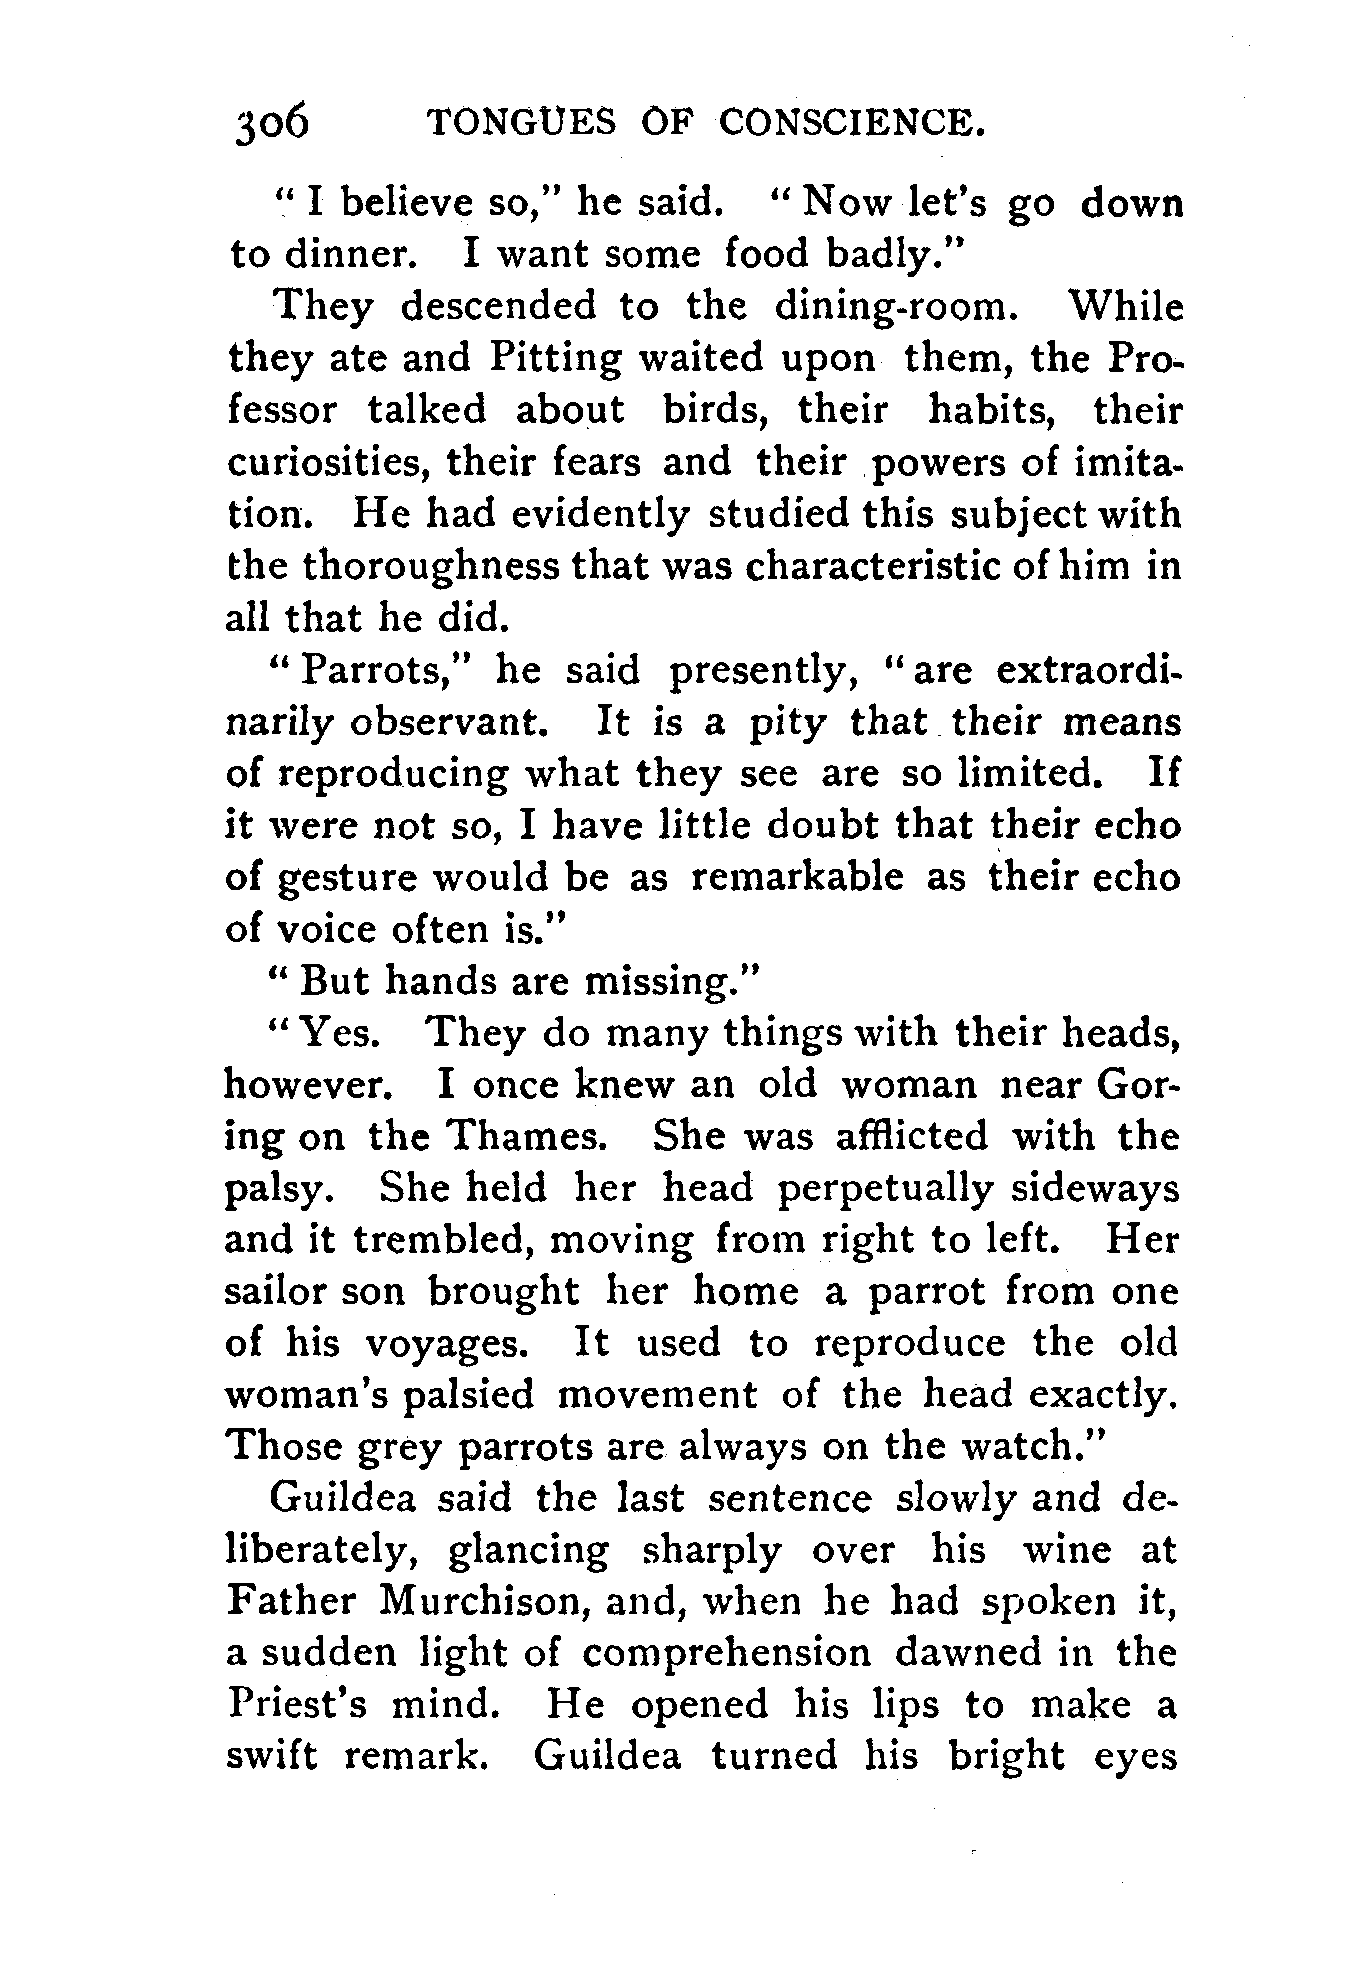 306 TONGUES OF CONSCIENCE.
“ I believe so,” he said. “ Now let's go down
to dinner. I want some food badly.”
They descended to the dining-room. While
they ate and Pitting waited upon them, the Pro-
fessor talked about birds, their habits, their
curiosities, their fears and their powers of imita-
tion. He had evidently studied this subject with
the thoroughness that was characteristic of him in
all that he did.
“ Parrots,” he said presently, “ are extraordi-
narily observant. It is a pity that their means
of reproducing what they see are so limited. If
it were not so, I have little doubt that their echo
of gesture would be as remarkable as their echo
of voice often is.”
“ But hands are missing.”
“ Yes. They do many things with their heads,
however. I once knew an old woman near Gor-
ing on the Thames. She was afflicted with the
palsy. She held her head perpetually sideways
and it trembled, moving from right to left. Her
sailor son brought her home a parrot from one
of his voyages. It used to reproduce the old
woman's palsied movement of the head exactly.
Those grey parrots are always on the watch.”
Guildea said the last sentence slowly and de-
liberately, glancing sharply over his wine at
Father Murchison, and, when he had spoken it,
a sudden light of comprehension dawned in the
Priest's mind. He opened his lips to make a
swift remark. Guildea turned his bright eyes